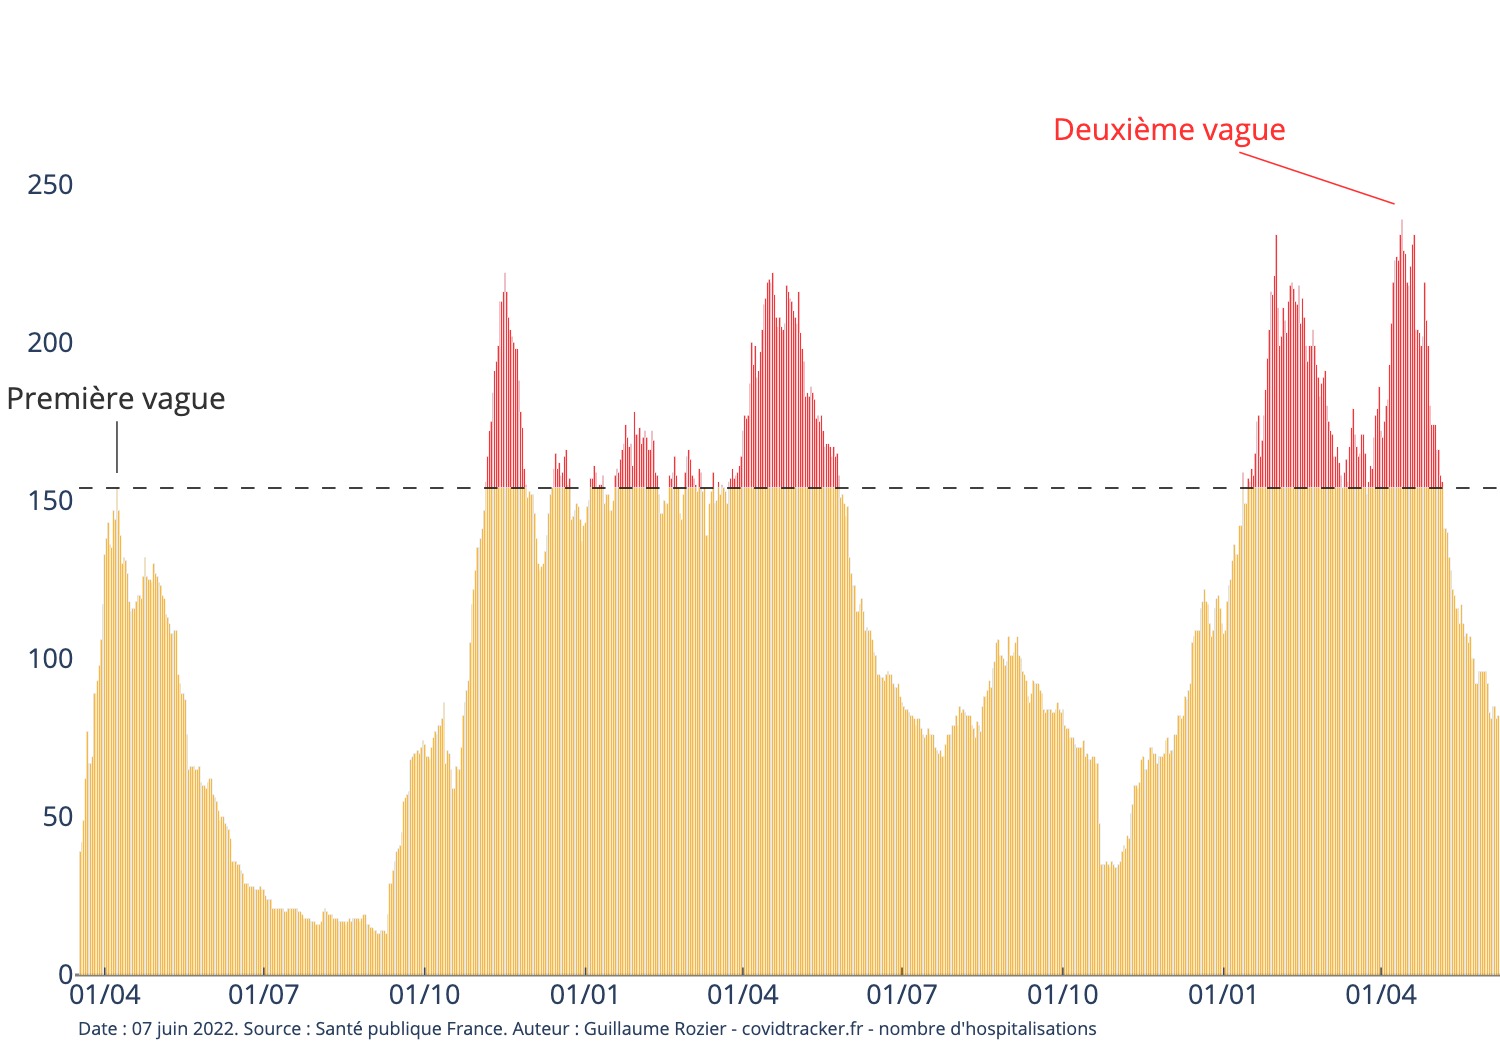 Deuxième vague
250
200
Première vague
150
100
50
0
01/04 01/07 01/10 01/01 01/04 01/07 01/10 01/01 01/04
Date : 07 juin 2022. Source : Santé publique France. Auteur : Guillaume Rozier - covidtracker.fr - nombre d'hospitalisations